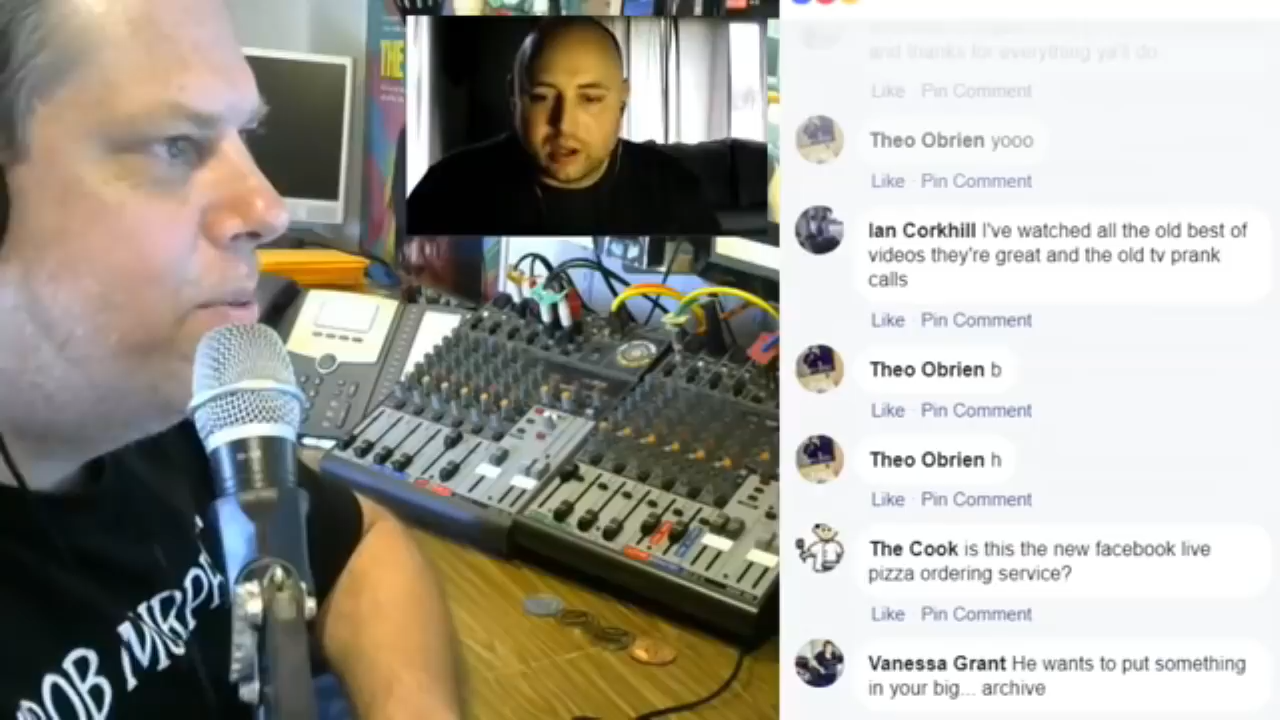 THE
and thanks for everything ya'll do
Like Pin Comment
Theo Obrien yooo
Like · Pin Comment
Ian Corkhill I've watched all the old best of
videos they're great and the old tv prank
calls
Like · Pin Comment
Theo Obrien b
Like · Pin Comment
Theo Obrien h
Like · Pin Comment
The Cook is this the new facebook live
pizza ordering service?
Like Pin Comment
Vanessa Grant He wants to put something
in your big... archive